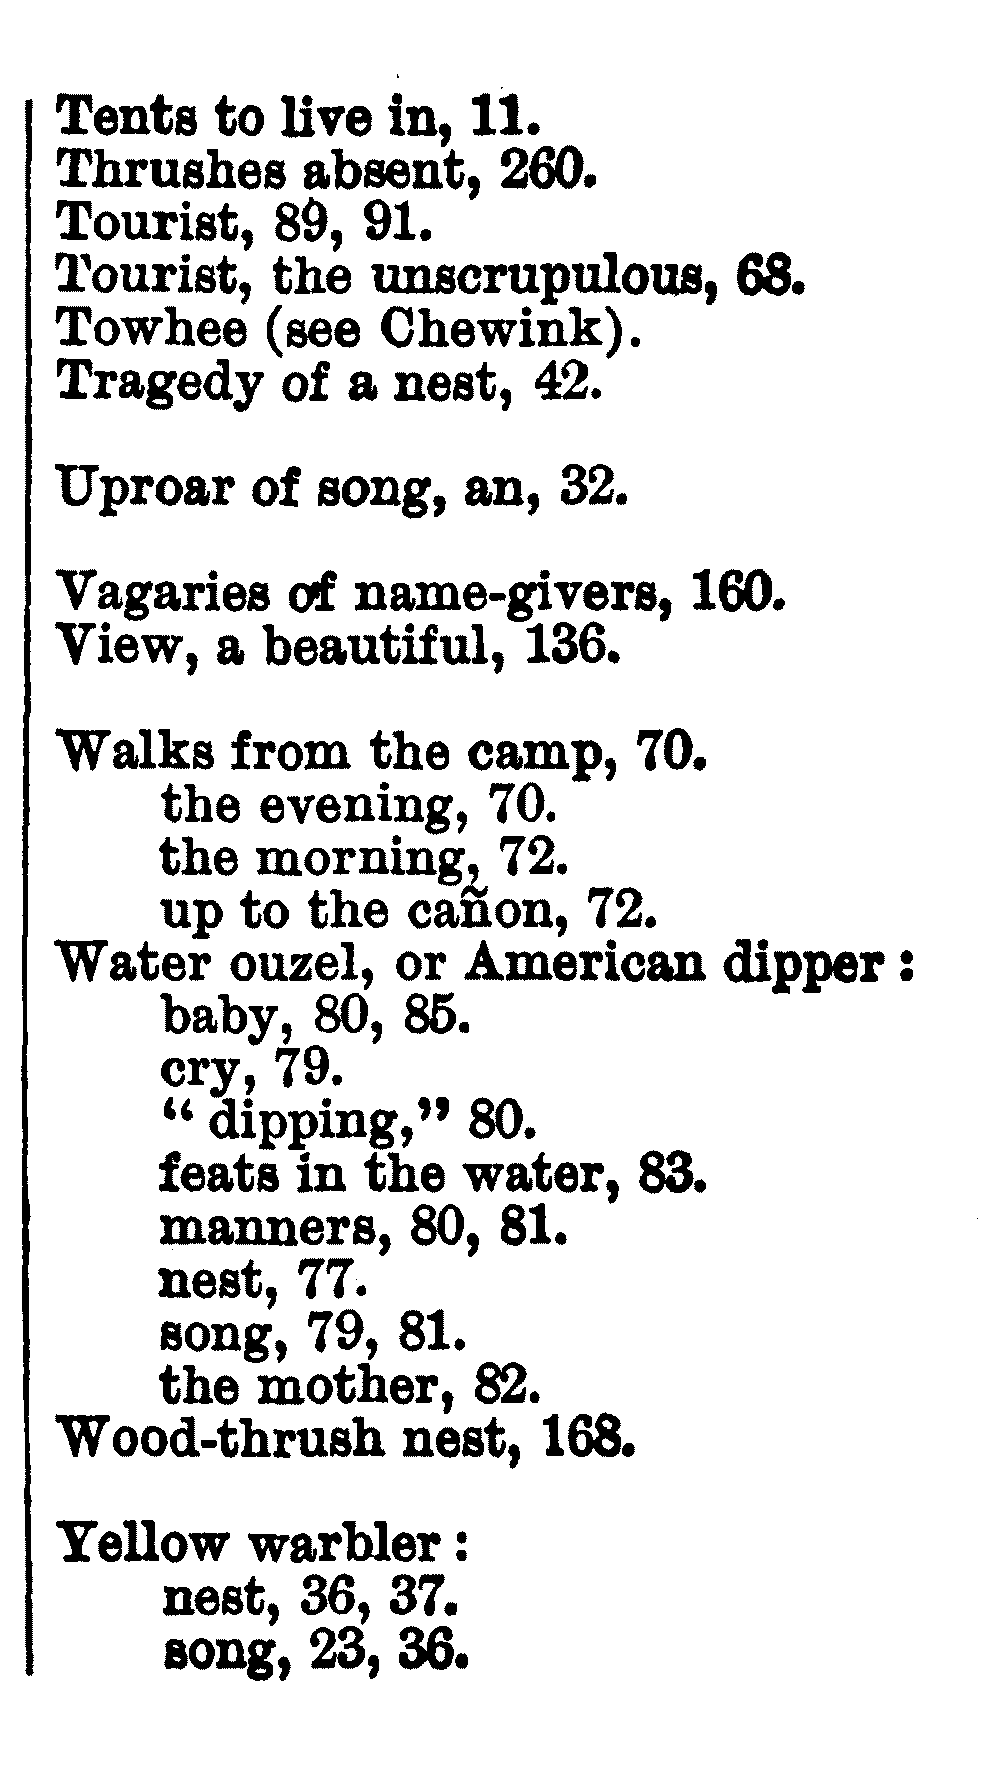 Tents to live in, 11.
Thrushes absent, 260.
Tourist, 89, 91.
Tourist, the unscrupulous, 68.
Towhee (see Chewink).
Tragedy of a nest, 42.
Uproar of song, an, 32.
Vagaries of name-givers, 160.
View, a beautiful, 136.
Walks from the camp, 70.
the evening, 70.
the morning, 72.
up to the cañon, 72.
Water ouzel, or American dipper:
baby, 80, 85.
cry, 79.
“dipping,” 80.
feats in the water, 83.
manners, 80, 81.
nest, 77.
song, 79, 81.
the mother, 82.
Wood-thrush nest, 168.
Yellow warbler:
nest, 36, 37.
song, 23, 36.